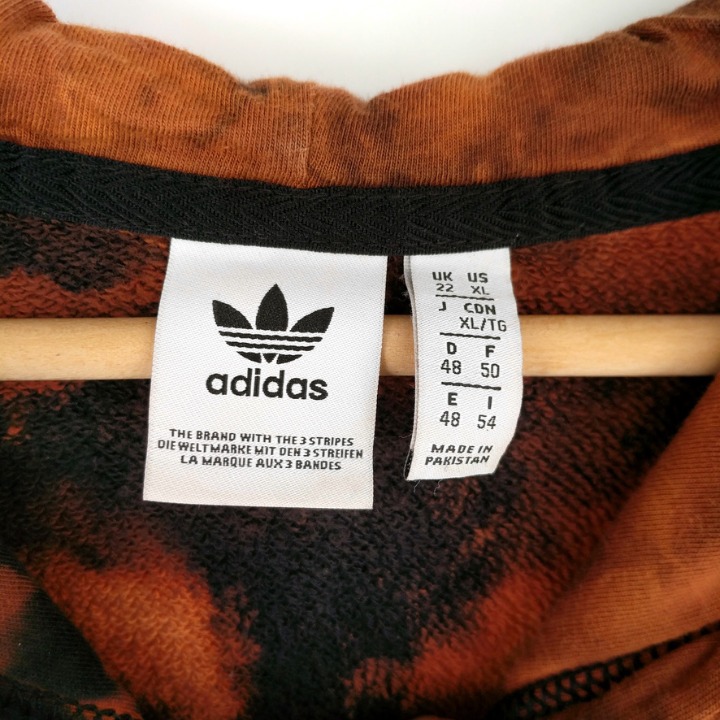 adidas
THE BRAND WITH THE 3 STRIPES
DIE WELTMARKE MIT DEN 3 STREIFEN
LA MARQUE AUX 3 BANDES
UK US
22 XL
J CDN
XL/TG
D F
48 50
E I
48 54
MADE IN
PAKISTAN